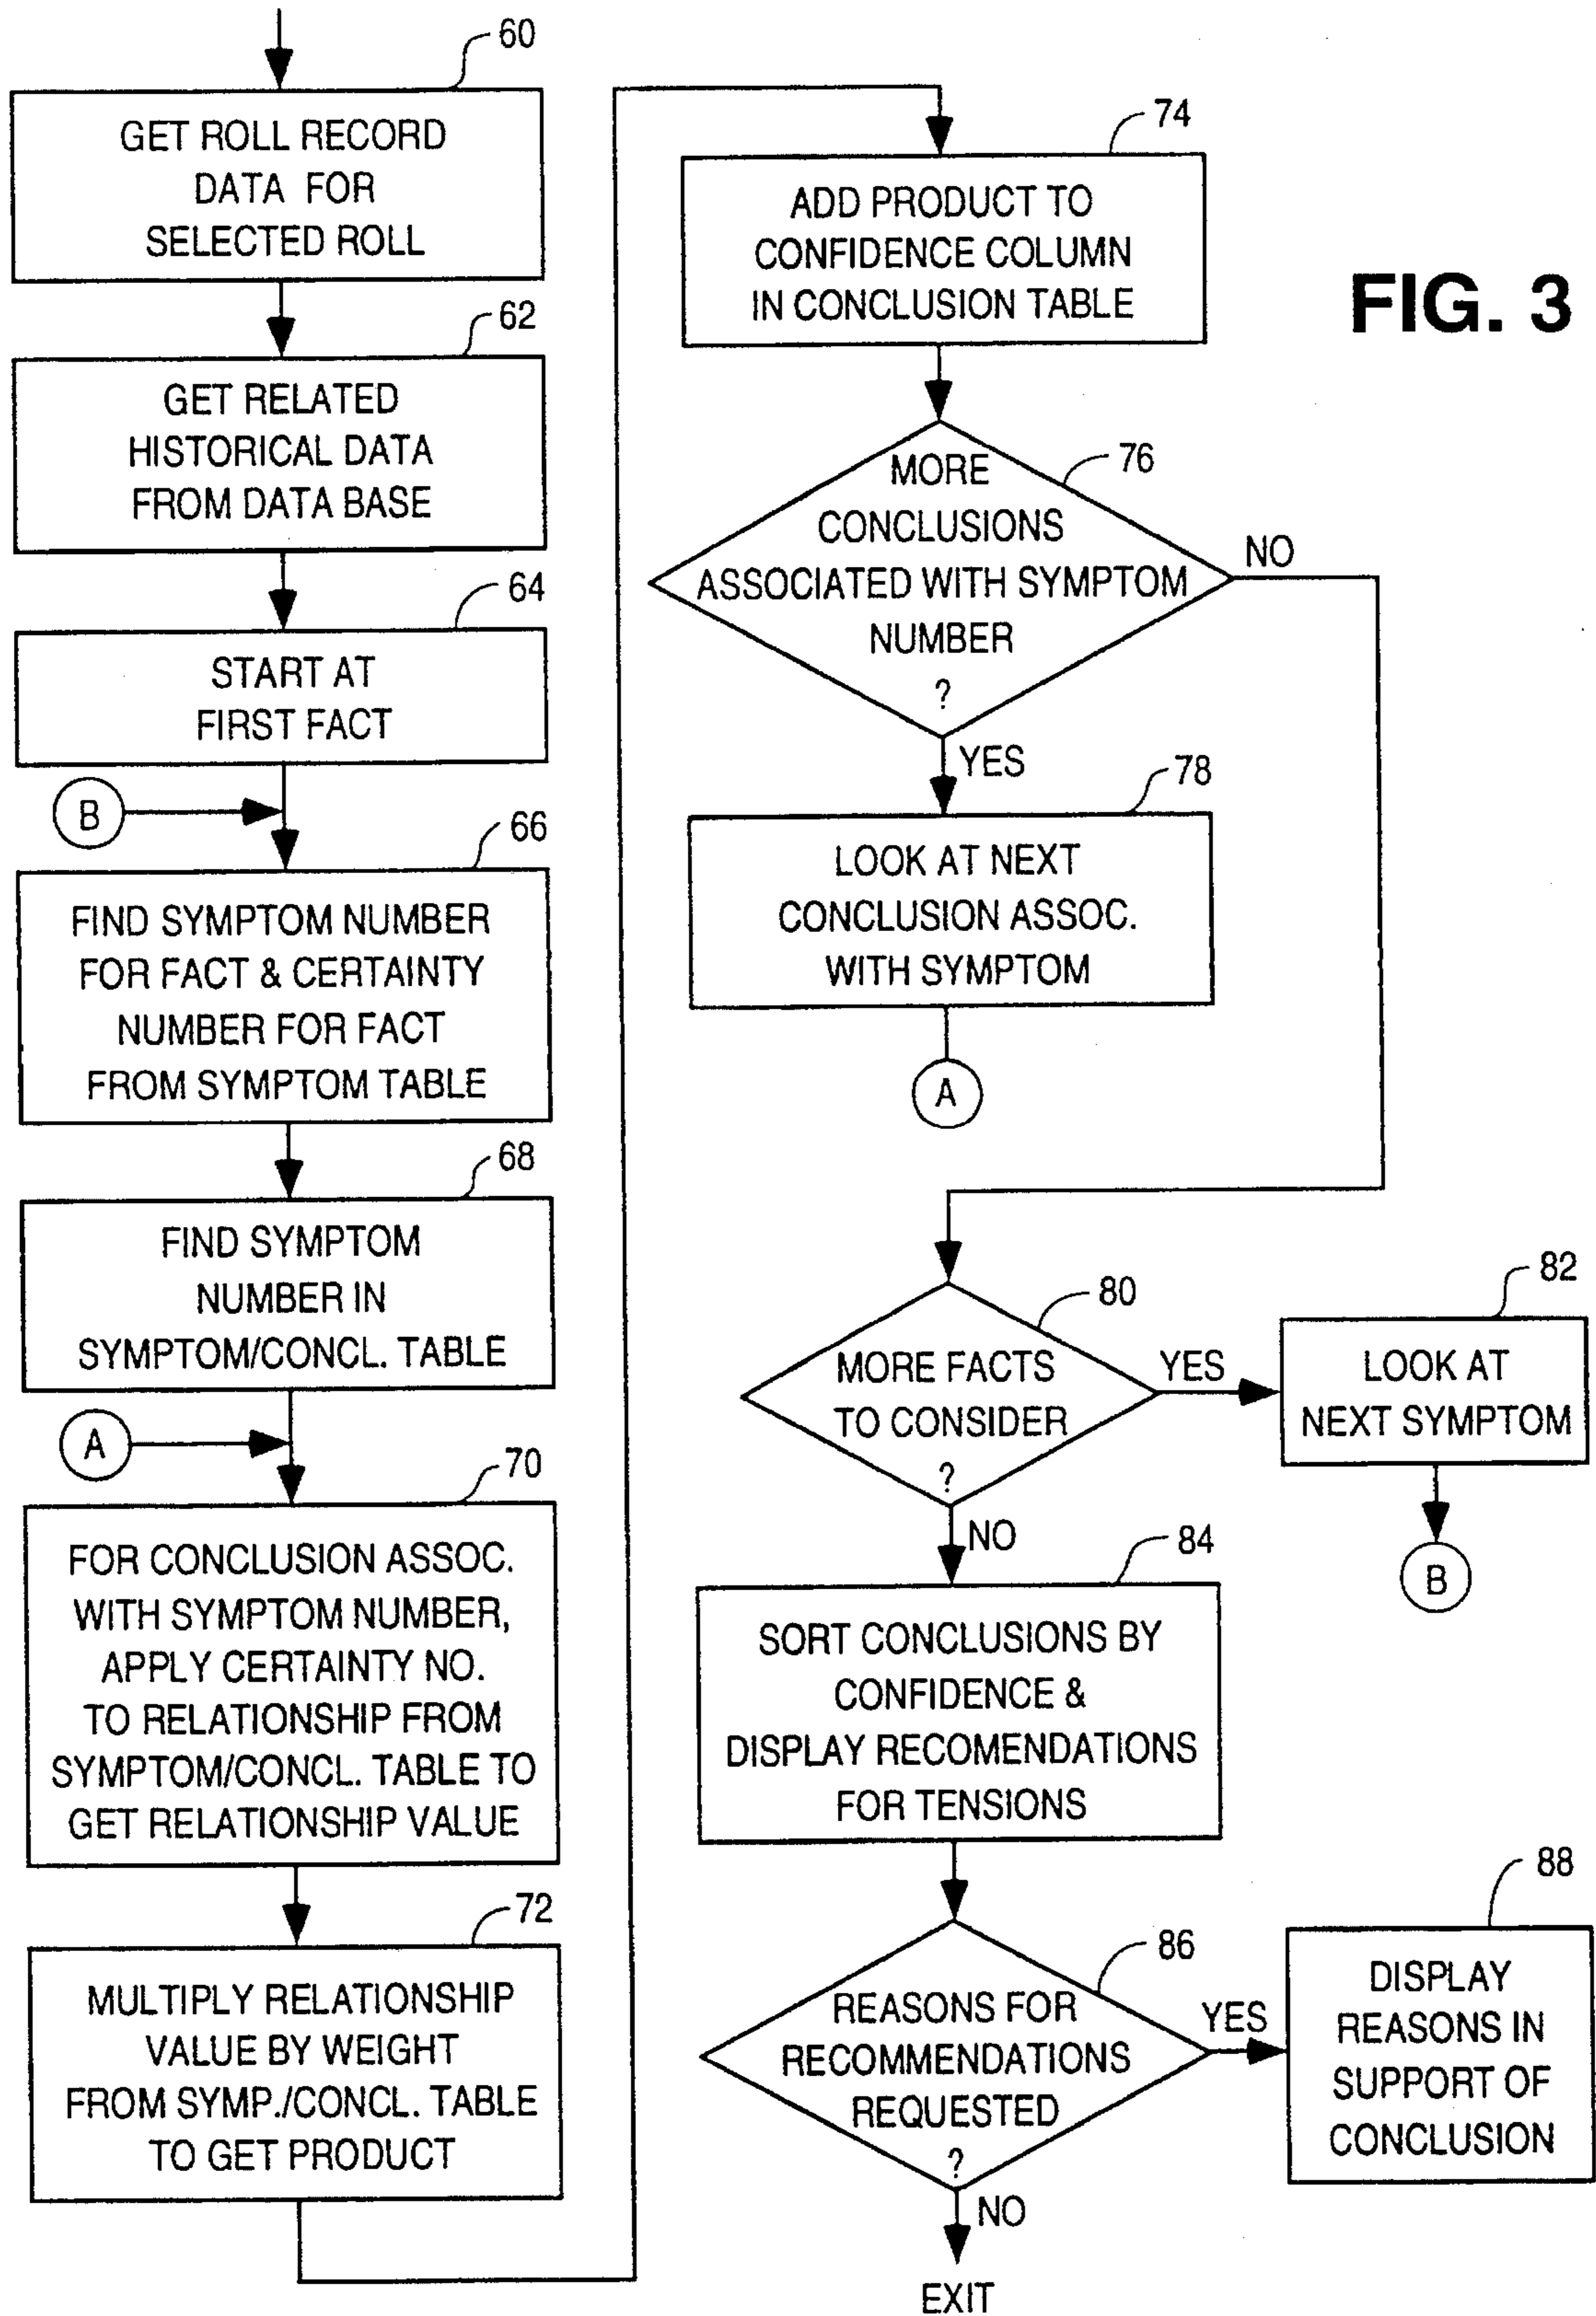 60
GET ROLL RECORD
DATA FOR
SELECTED ROLL
62
GET RELATED
HISTORICAL DATA
FROM DATA BASE
64
START AT
FIRST FACT
B
66
FIND SYMPTOM NUMBER
FOR FACT & CERTAINTY
NUMBER FOR FACT
FROM SYMPTOM TABLE
68
FIND SYMPTOM
NUMBER IN
SYMPTOM/CONCL. TABLE
A
70
FOR CONCLUSION ASSOC.
WITH SYMPTOM NUMBER,
APPLY CERTAINTY NO.
TO RELATIONSHIP FROM
SYMPTOM/CONCL. TABLE TO
GET RELATIONSHIP VALUE
72
MULTIPLY RELATIONSHIP
VALUE BY WEIGHT
FROM SYMP./CONCL. TABLE
TO GET PRODUCT
74
ADD PRODUCT TO
CONFIDENCE COLUMN
IN CONCLUSION TABLE
FIG. 3
76
MORE
CONCLUSIONS
ASSOCIATED WITH SYMPTOM
NUMBER
?
NO
YES
78
LOOK AT NEXT
CONCLUSION ASSOC.
WITH SYMPTOM
A
80
MORE FACTS
TO CONSIDER
?
YES
82
LOOK AT
NEXT SYMPTOM
B
NO
84
SORT CONCLUSIONS BY
CONFIDENCE &
DISPLAY RECOMENDATIONS
FOR TENSIONS
86
REASONS FOR
RECOMMENDATIONS
REQUESTED
?
YES
88
DISPLAY
REASONS IN
SUPPORT OF
CONCLUSION
NO
EXIT